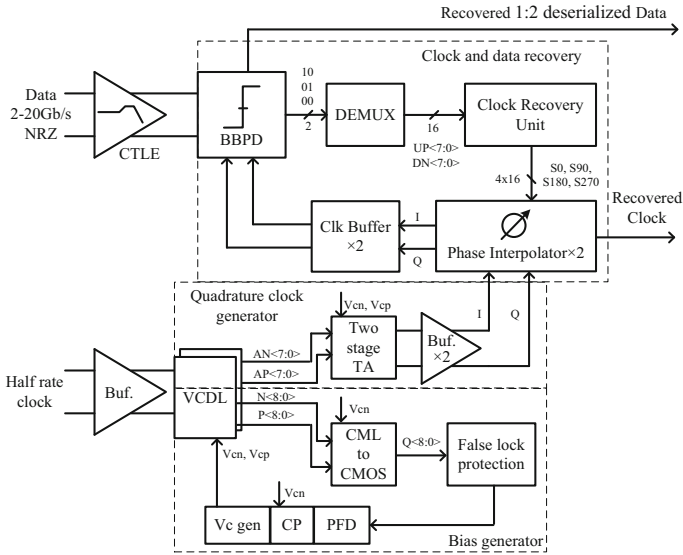 Recovered 1:2 deserialized Data
Clock and data recovery
Data
2-20Gb/s
NRZ
CTLE
BBPD
10
01
00
2
DEMUX
16
UP<7:0>
DN<7:0>
Clock Recovery
Unit
4x16
S0, S90,
S180, S270
Recovered
Clock
Clk Buffer
×2
I
Q
Phase Interpolator×2
Quadrature clock
generator
Vcn, Vcp
I
Q
Two
stage
TA
Buf.
×2
AN<7:0>
AP<7:0>
Half rate
clock
Buf.
VCDL
N<8:0>
P<8:0>
Vcn
CML
to
CMOS
Q<8:0>
False lock
protection
Vcn, Vcp
Vcn
Vc gen
CP
PFD
Bias generator